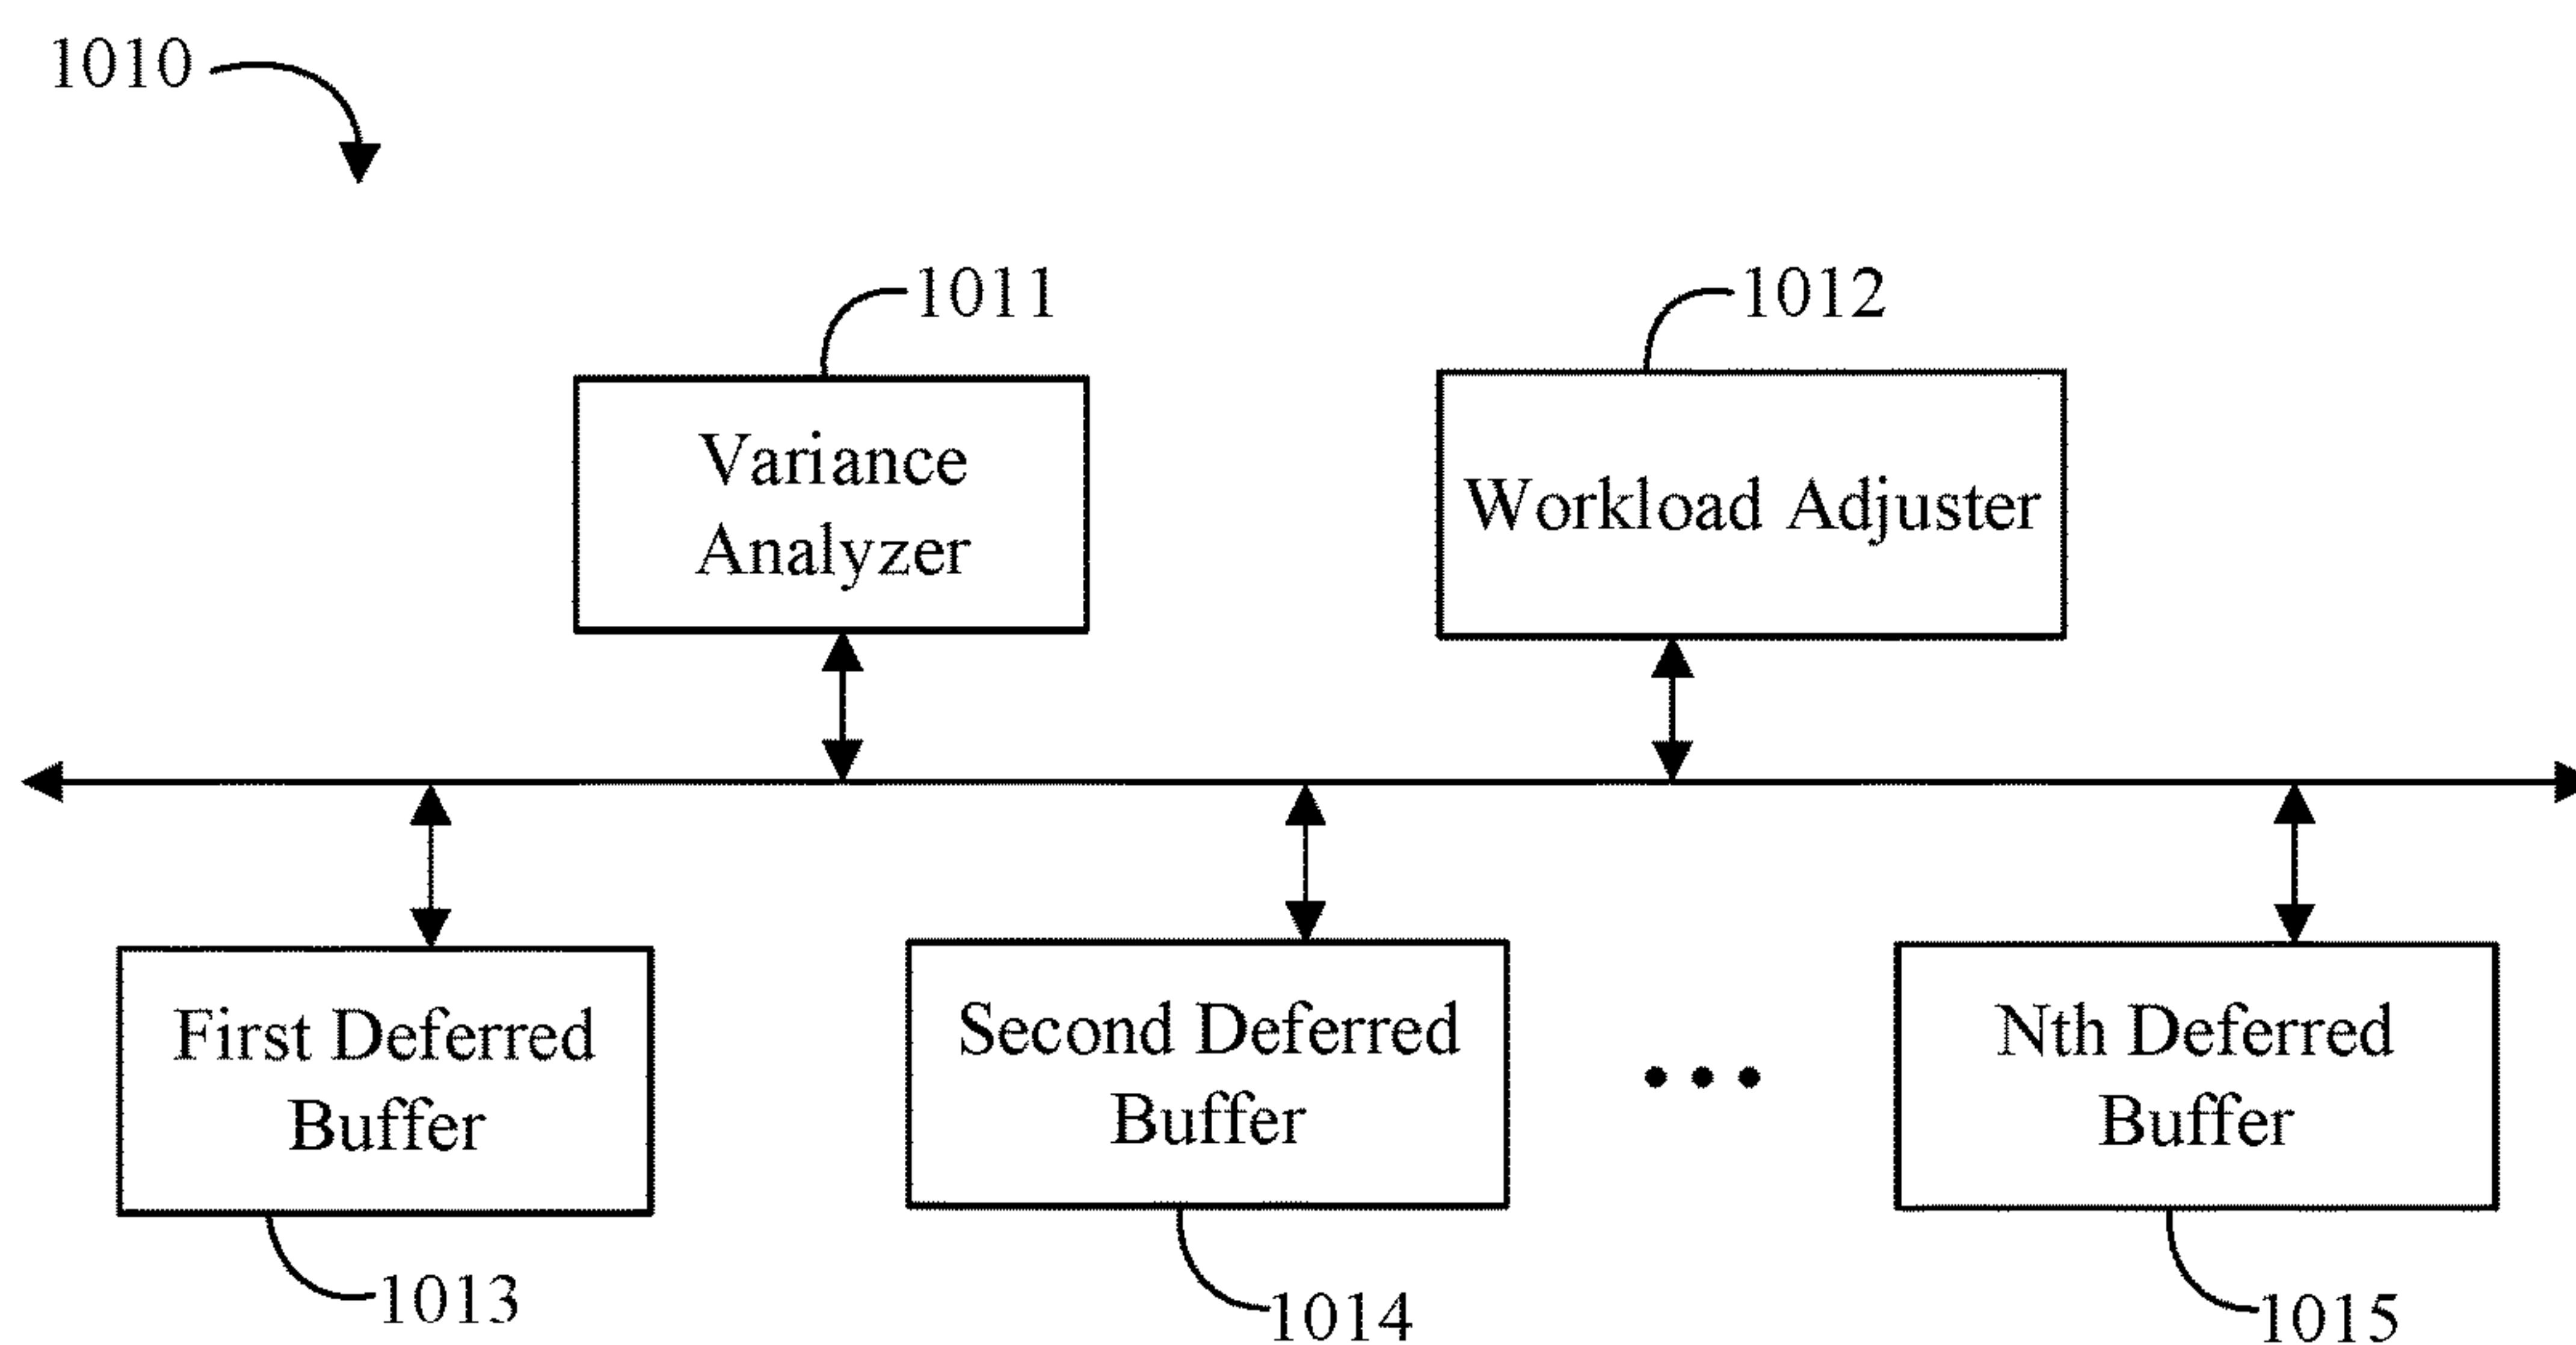 1010
1011
1012
Variance
Analyzer
Workload Adjuster
First Deferred
Buffer
Second Deferred
Buffer
• • •
Nth Deferred
Buffer
1013
1014
1015